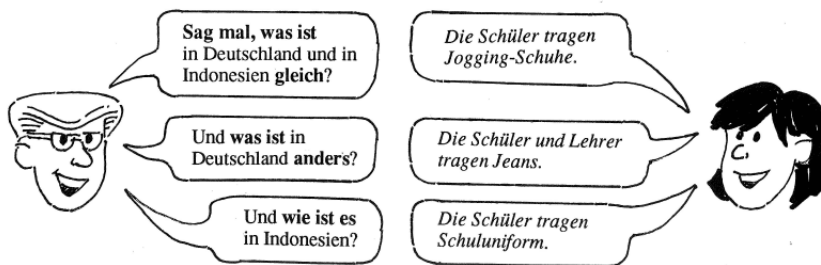 Sag mal, was ist
in Deutschland und in
Indonesien gleich?
Die Schüler tragen
Jogging-Schuhe.
Und was ist in
Deutschland anders?
Die Schüler und Lehrer
tragen Jeans.
Und wie ist es
in Indonesien?
Die Schüler tragen
Schuluniform.